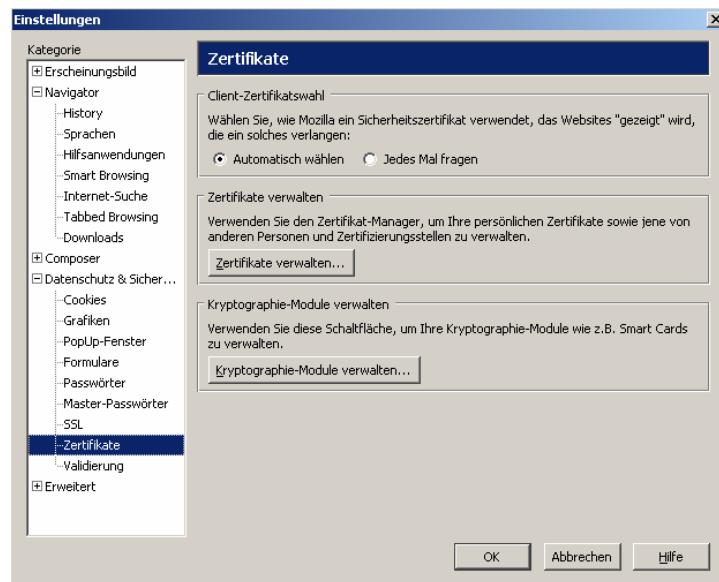 Einstellungen
Kategorie
Erscheinungsbild
Navigator
History
Sprachen
Hilfsanwendungen
Smart Browsing
Internet-Suche
Tabbed Browsing
Downloads
Composer
Datenschutz & Sicher...
Cookies
Grafiken
PopUp-Fenster
Formulare
Passwörter
Master-Passwörter
SSL
Zertifikate
Validierung
Erweitert
Zertifikate
Client-Zertifikatswahl
Wählen Sie, wie Mozilla ein Sicherheitszertifikat verwendet, das Websites "gezeigt" wird,
die ein solches verlangen:
Automatisch wählen Jedes Mal fragen
Zertifikate verwalten
Verwenden Sie den Zertifikat-Manager, um Ihre persönlichen Zertifikate sowie jene von
anderen Personen und Zertifizierungsstellen zu verwalten.
Zertifikate verwalten...
Kryptographie-Module verwalten
Verwenden Sie diese Schaltfläche, um Ihre Kryptographie-Module wie z.B. Smart Cards
zu verwalten.
Kryptographie-Module verwalten...
OK Abbrechen Hilfe